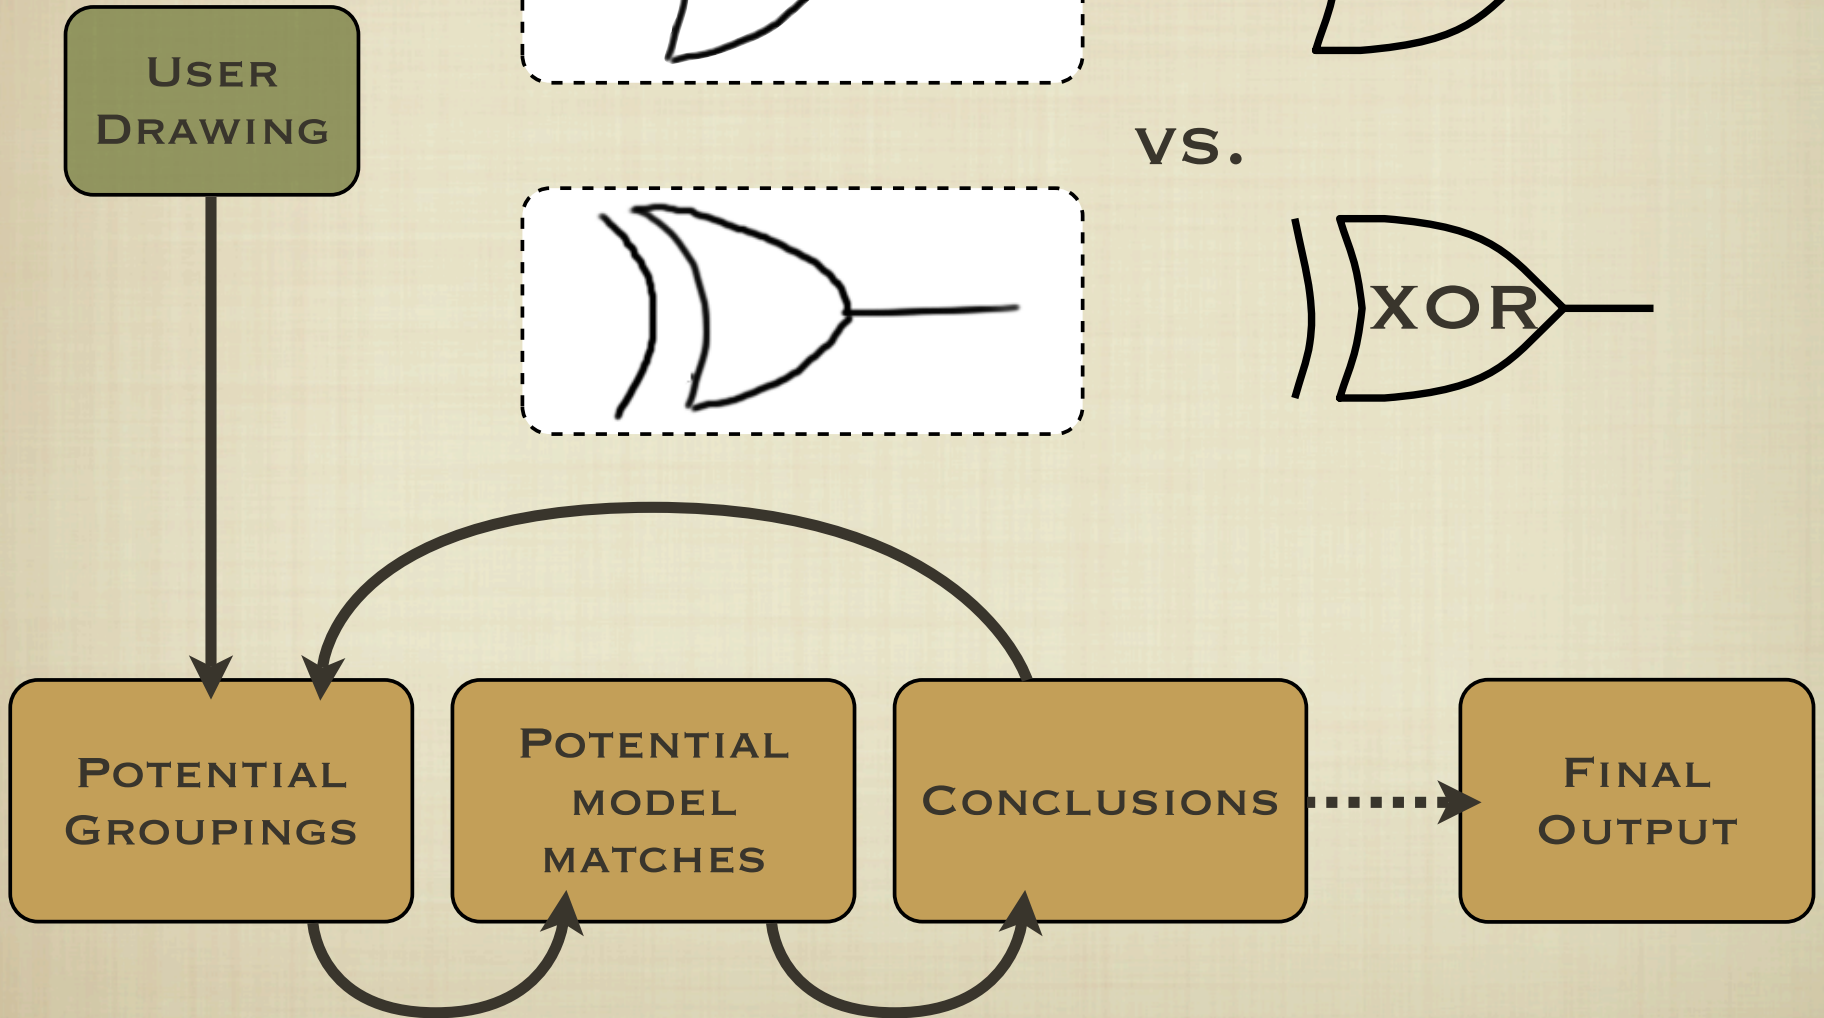 User
Drawing
vs.
XOR
Potential
Groupings
Potential
model
matches
Conclusions
Final
Output